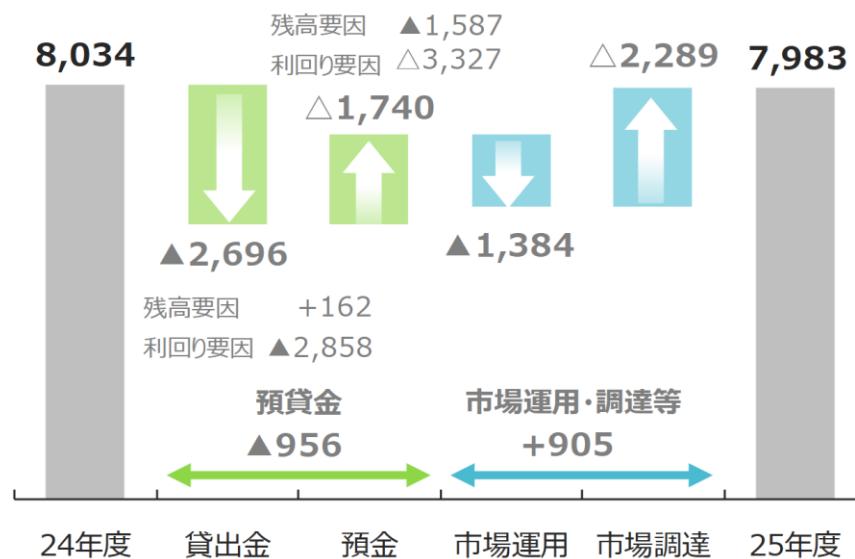 残高要因 ▲1,587
利回り要因 △3,327
8,034
△1,740
△2,289
7,983
▲2,696
▲1,384
残高要因 +162
利回り要因 ▲2,858
預貸金
▲956
市場運用・調達等
+905
24年度 貸出金 預金 市場運用 市場調達 25年度